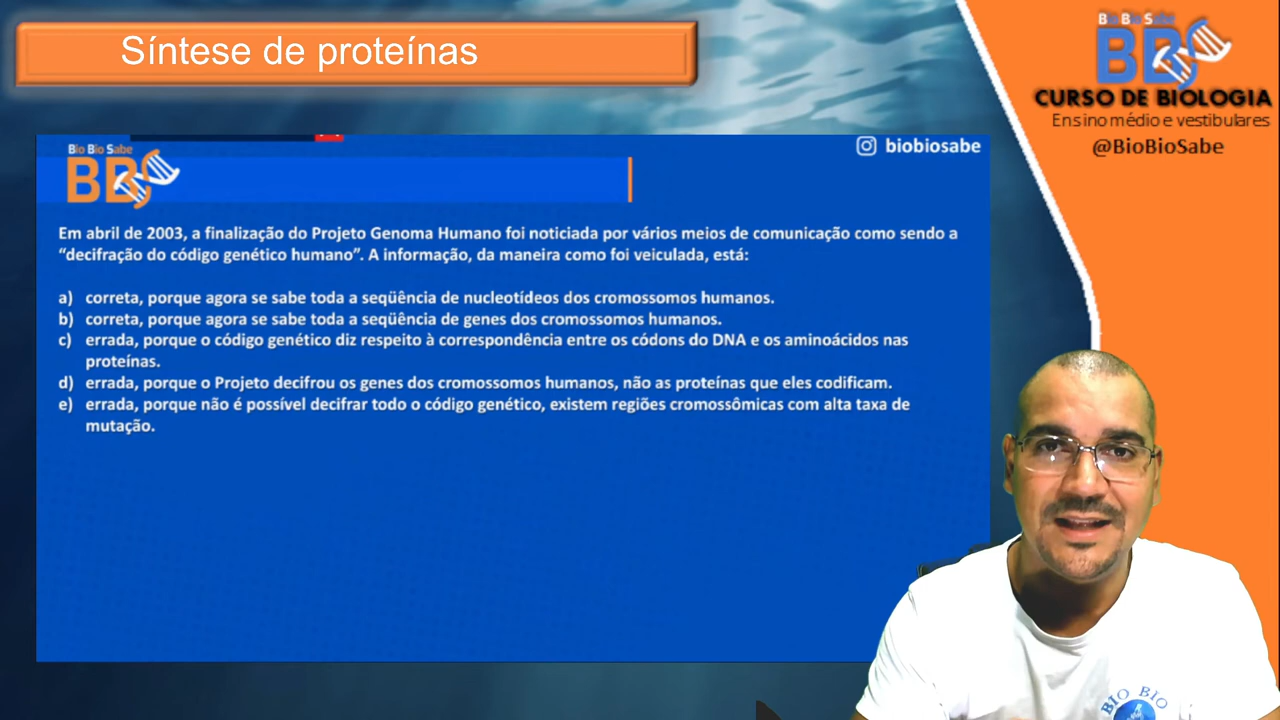 Síntese de proteínas
Bio Bio Sabe
BBS
CURSO DE BIOLOGIA
Ensino médio e vestibulares
@BioBioSabe
Bio Bio Sabe
BBS
biobiosabe
Em abril de 2003, a finalização do Projeto Genoma Humano foi noticiada por vários meios de comunicação como sendo a
“decifração do código genético humano”. A informação, da maneira como foi veiculada, está:
a) correta, porque agora se sabe toda a seqüência de nucleotídeos dos cromossomos humanos.
b) correta, porque agora se sabe toda a seqüência de genes dos cromossomos humanos.
c) errada, porque o código genético diz respeito à correspondência entre os códons do DNA e os aminoácidos nas
proteínas.
d) errada, porque o Projeto decifrou os genes dos cromossomos humanos, não as proteínas que eles codificam.
e) errada, porque não é possível decifrar todo o código genético, existem regiões cromossômicas com alta taxa de
mutação.
BIO BIO